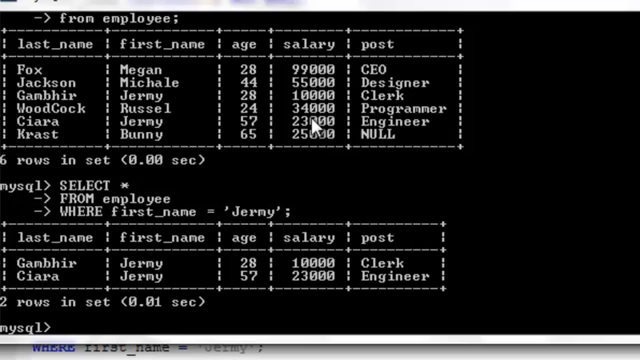 -> from employee;
| last_name | first_name | age | salary | post |
| Fox | Megan | 28 | 99000 | CEO |
| Jackson | Michale | 44 | 55000 | Designer |
| Gambhir | Jermy | 28 | 10000 | Clerk |
| WoodCock | Russel | 24 | 34000 | Programmer |
| Ciara | Jermy | 57 | 23000 | Engineer |
| Krast | Bunny | 65 | 25000 | NULL |
6 rows in set (0.00 sec)
mysql> SELECT *
-> FROM employee
-> WHERE first_name = 'Jermy';
| last_name | first_name | age | salary | post |
| Gambhir | Jermy | 28 | 10000 | Clerk |
| Ciara | Jermy | 57 | 23000 | Engineer |
2 rows in set (0.01 sec)
mysql>
WHERE first_name = 'Jermy';